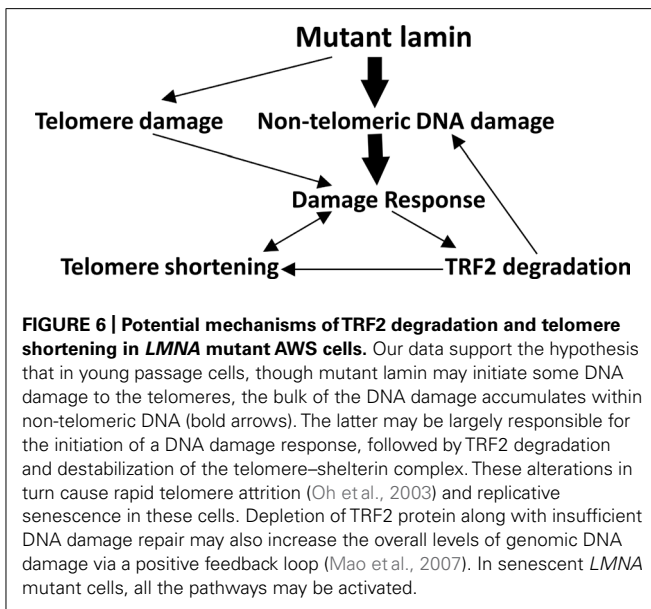 Mutant lamin
Telomere damage Non-telomeric DNA damage
Damage Response
Telomere shortening TRF2 degradation
FIGURE 6 | Potential mechanisms of TRF2 degradation and telomere
shortening in LMNA mutant AWS cells. Our data support the hypothesis
that in young passage cells, though mutant lamin may initiate some DNA
damage to the telomeres, the bulk of the DNA damage accumulates within
non-telomeric DNA (bold arrows). The latter may be largely responsible for
the initiation of a DNA damage response, followed by TRF2 degradation
and destabilization of the telomere–shelterin complex. These alterations in
turn cause rapid telomere attrition (Oh et al., 2003) and replicative
senescence in these cells. Depletion of TRF2 protein along with insufficient
DNA damage repair may also increase the overall levels of genomic DNA
damage via a positive feedback loop (Mao et al., 2007). In senescent LMNA
mutant cells, all the pathways may be activated.